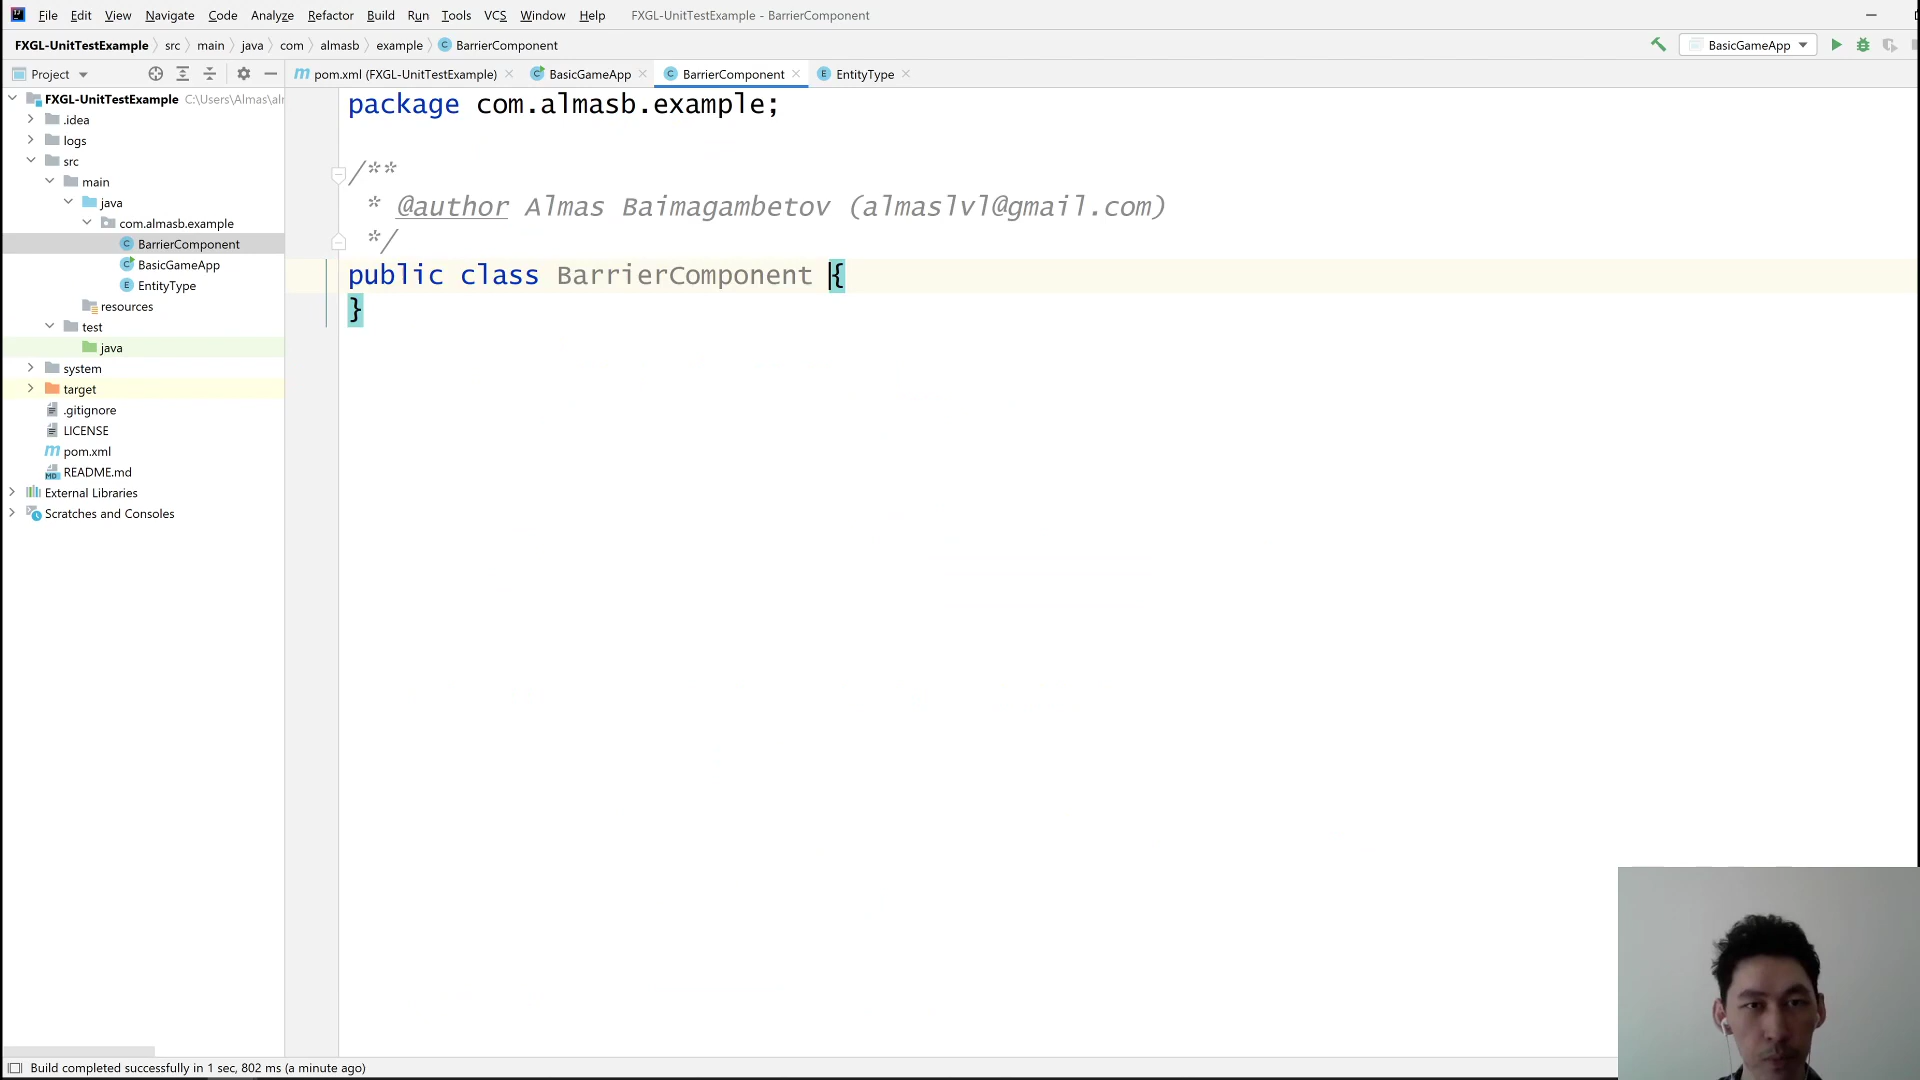 File Edit View Navigate Code Analyze Refactor Build Run Tools VCS Window Help FXGL-UnitTestExample - BarrierComponent
FXGL-UnitTestExample src main java com almasb example BarrierComponent BasicGameApp
Project pom.xml (FXGL-UnitTestExample) BasicGameApp BarrierComponent EntityType
FXGL-UnitTestExample C:\Users\Almas\alr
.idea
logs
src
main
java
com.almasb.example
BarrierComponent
BasicGameApp
EntityType
resources
test
java
system
target
.gitignore
LICENSE
pom.xml
README.md
External Libraries
Scratches and Consoles
package com.almasb.example;
/**
* @author Almas Baimagambetov (almaslvl@gmail.com)
*/
public class BarrierComponent {
}
Build completed successfully in 1 sec, 802 ms (a minute ago)